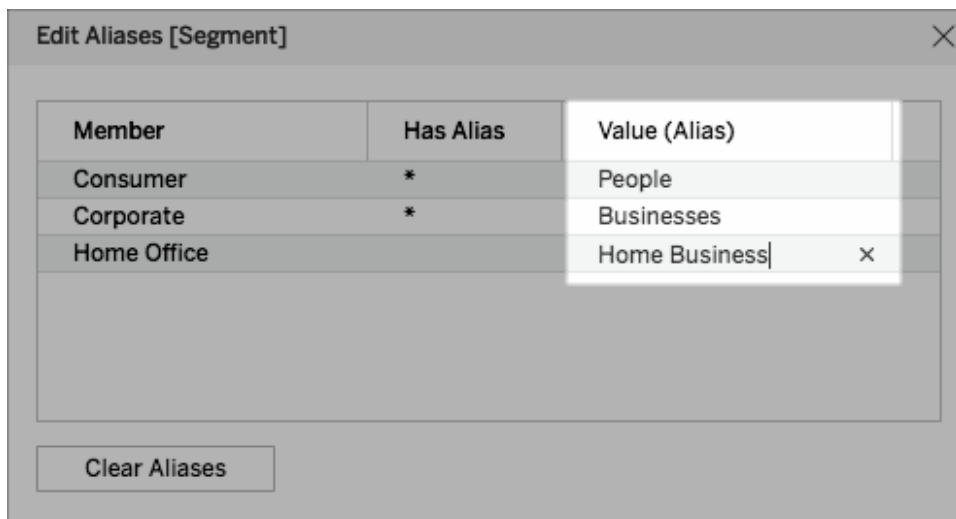 Edit Aliases [Segment]
Member Has Alias Value (Alias)
Consumer * People
Corporate * Businesses
Home Office Home Business
Clear Aliases